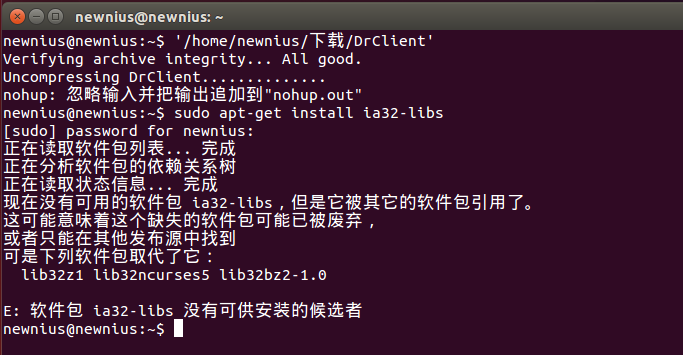 newnius@newnius: ~
newnius@newnius:~$ '/home/newnius/下载/DrClient'
Verifying archive integrity... All good.
Uncompressing DrClient..............
nohup: 忽略输入并把输出追加到"nohup.out"
newnius@newnius:~$ sudo apt-get install ia32-libs
[sudo] password for newnius:
正在读取软件包列表... 完成
正在分析软件包的依赖关系树
正在读取状态信息... 完成
现在没有可用的软件包 ia32-libs，但是它被其它的软件包引用了。
这可能意味着这个缺失的软件包可能已被废弃，
或者只能在其他发布源中找到
可是下列软件包取代了它：
  lib32z1 lib32ncurses5 lib32bz2-1.0
E: 软件包 ia32-libs 没有可供安装的候选者
newnius@newnius:~$